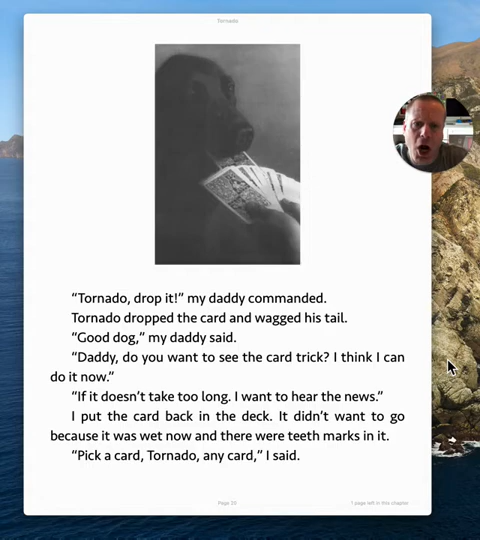 Tornado
“Tornado, drop it!” my daddy commanded.
Tornado dropped the card and wagged his tail.
“Good dog,” my daddy said.
“Daddy, do you want to see the card trick? I think I can
do it now.”
“If it doesn’t take too long. I want to hear the news.”
I put the card back in the deck. It didn’t want to go
because it was wet now and there were teeth marks in it.
“Pick a card, Tornado, any card,” I said.
Page 20
1 page left in this chapter